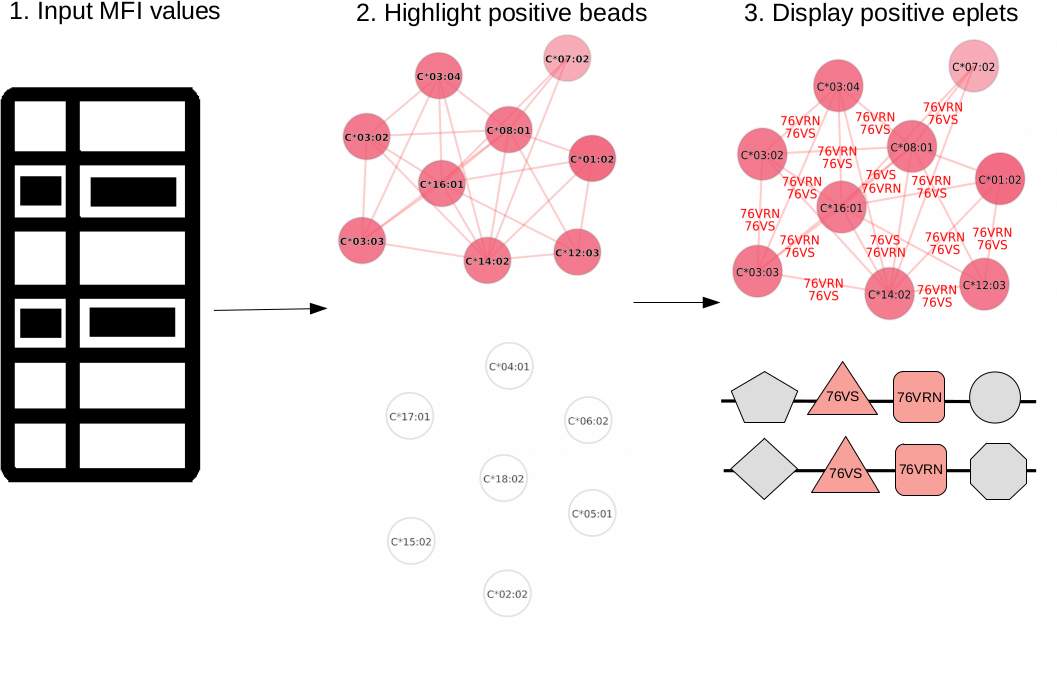 1. Input MFI values
2. Highlight positive beads
3. Display positive eplets
C*07:02
C*03:04
C*08:01
C*03:02
C*01:02
C*16:01
C*03:03
C*12:03
C*14:02
C*04:01
C*17:01
C*06:02
C*18:02
C*05:01
C*15:02
C*02:02
C*07:02
C*03:04
76VRN
76VS
76VRN
76VS
76VRN
76VS
C*08:01
C*03:02
76VRN
76VS
76VS
76VRN
76VRN
76VS
76VRN
76VS
C*01:02
C*16:01
76VRN
76VS
76VRN
76VS
76VS
76VRN
76VRN
76VS
76VRN
76VS
C*03:03
76VRN
76VS
C*14:02
76VRN
76VS
C*12:03
76VS
76VRN
76VS
76VRN